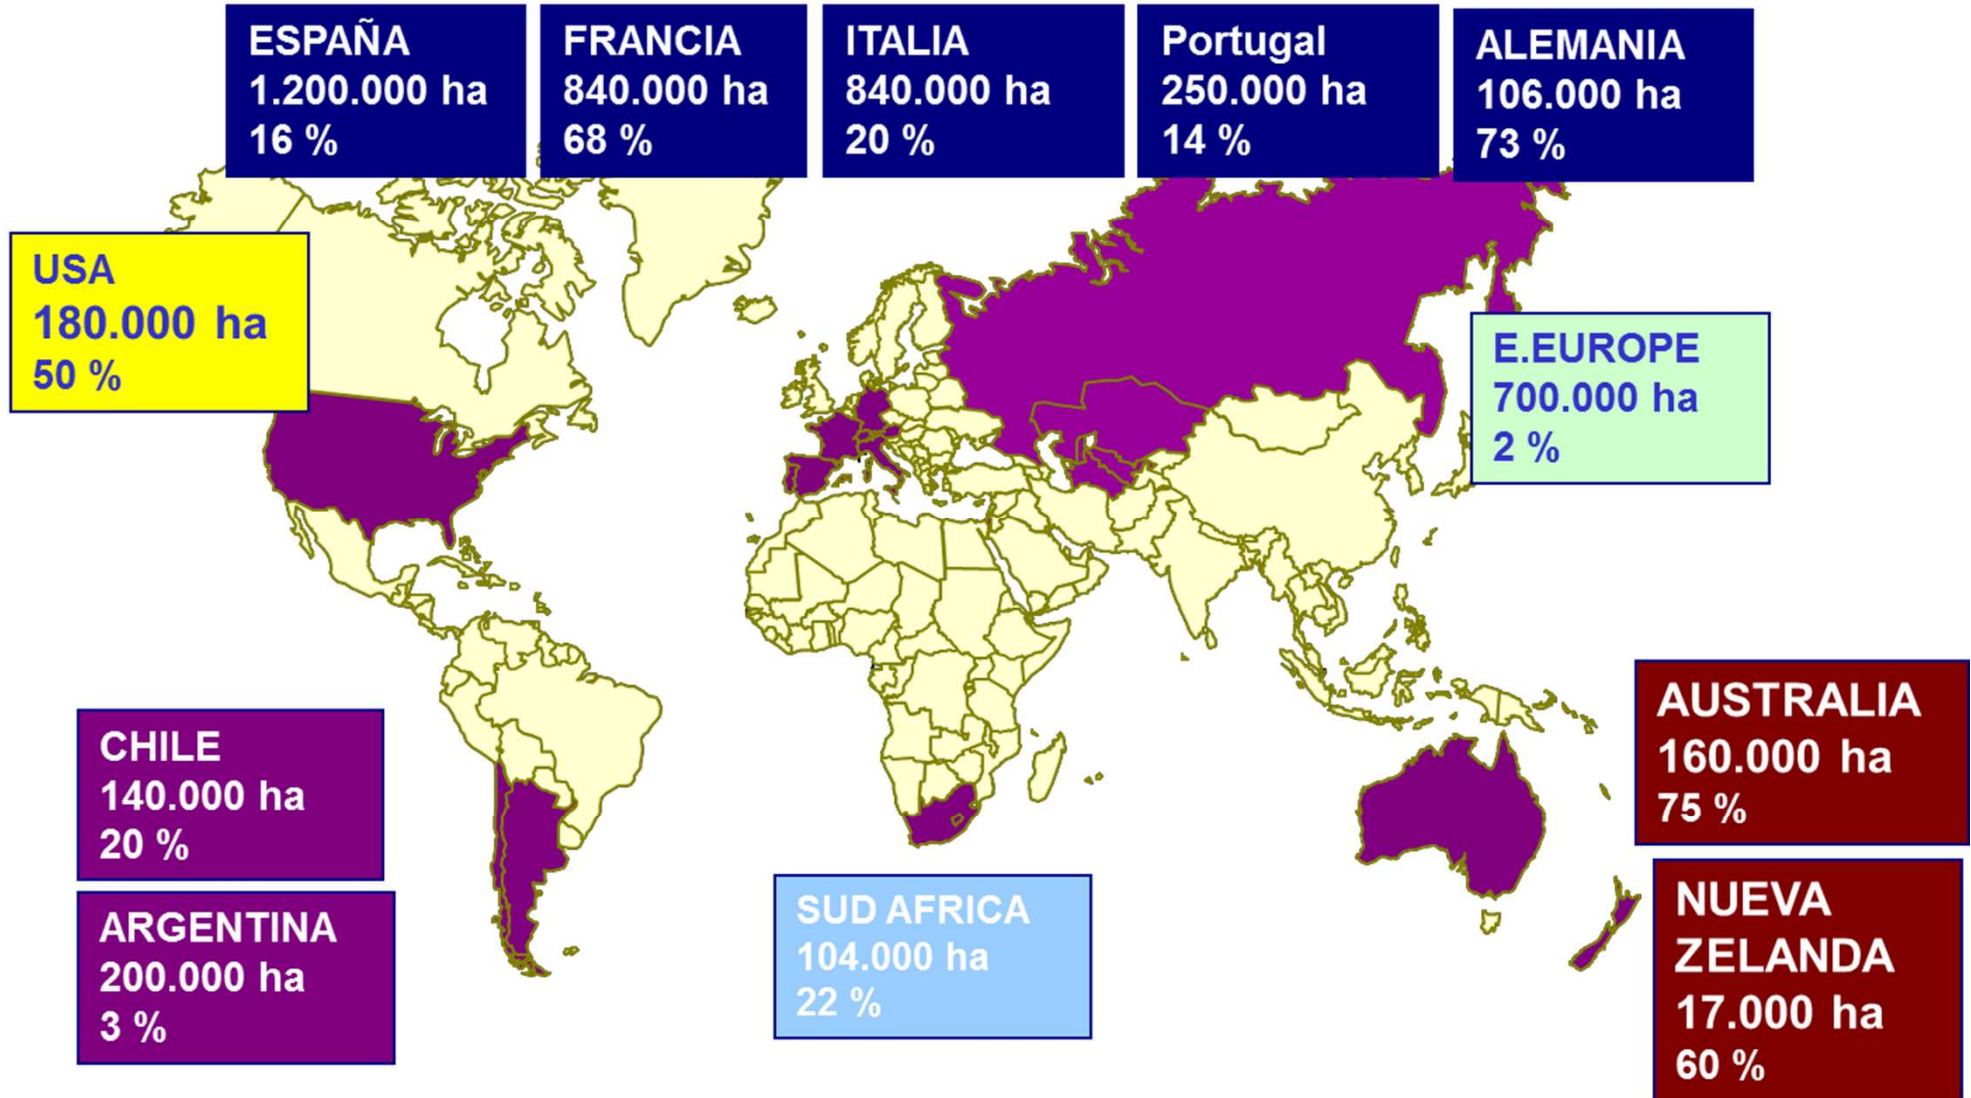 ESPAÑA
1.200.000 ha
16 %
FRANCIA
840.000 ha
68 %
ITALIA
840.000 ha
20 %
Portugal
250.000 ha
14 %
ALEMANIA
106.000 ha
73 %
USA
180.000 ha
50 %
E.EUROPE
700.000 ha
2 %
CHILE
140.000 ha
20 %
ARGENTINA
200.000 ha
3 %
SUD AFRICA
104.000 ha
22 %
AUSTRALIA
160.000 ha
75 %
NUEVA
ZELANDA
17.000 ha
60 %